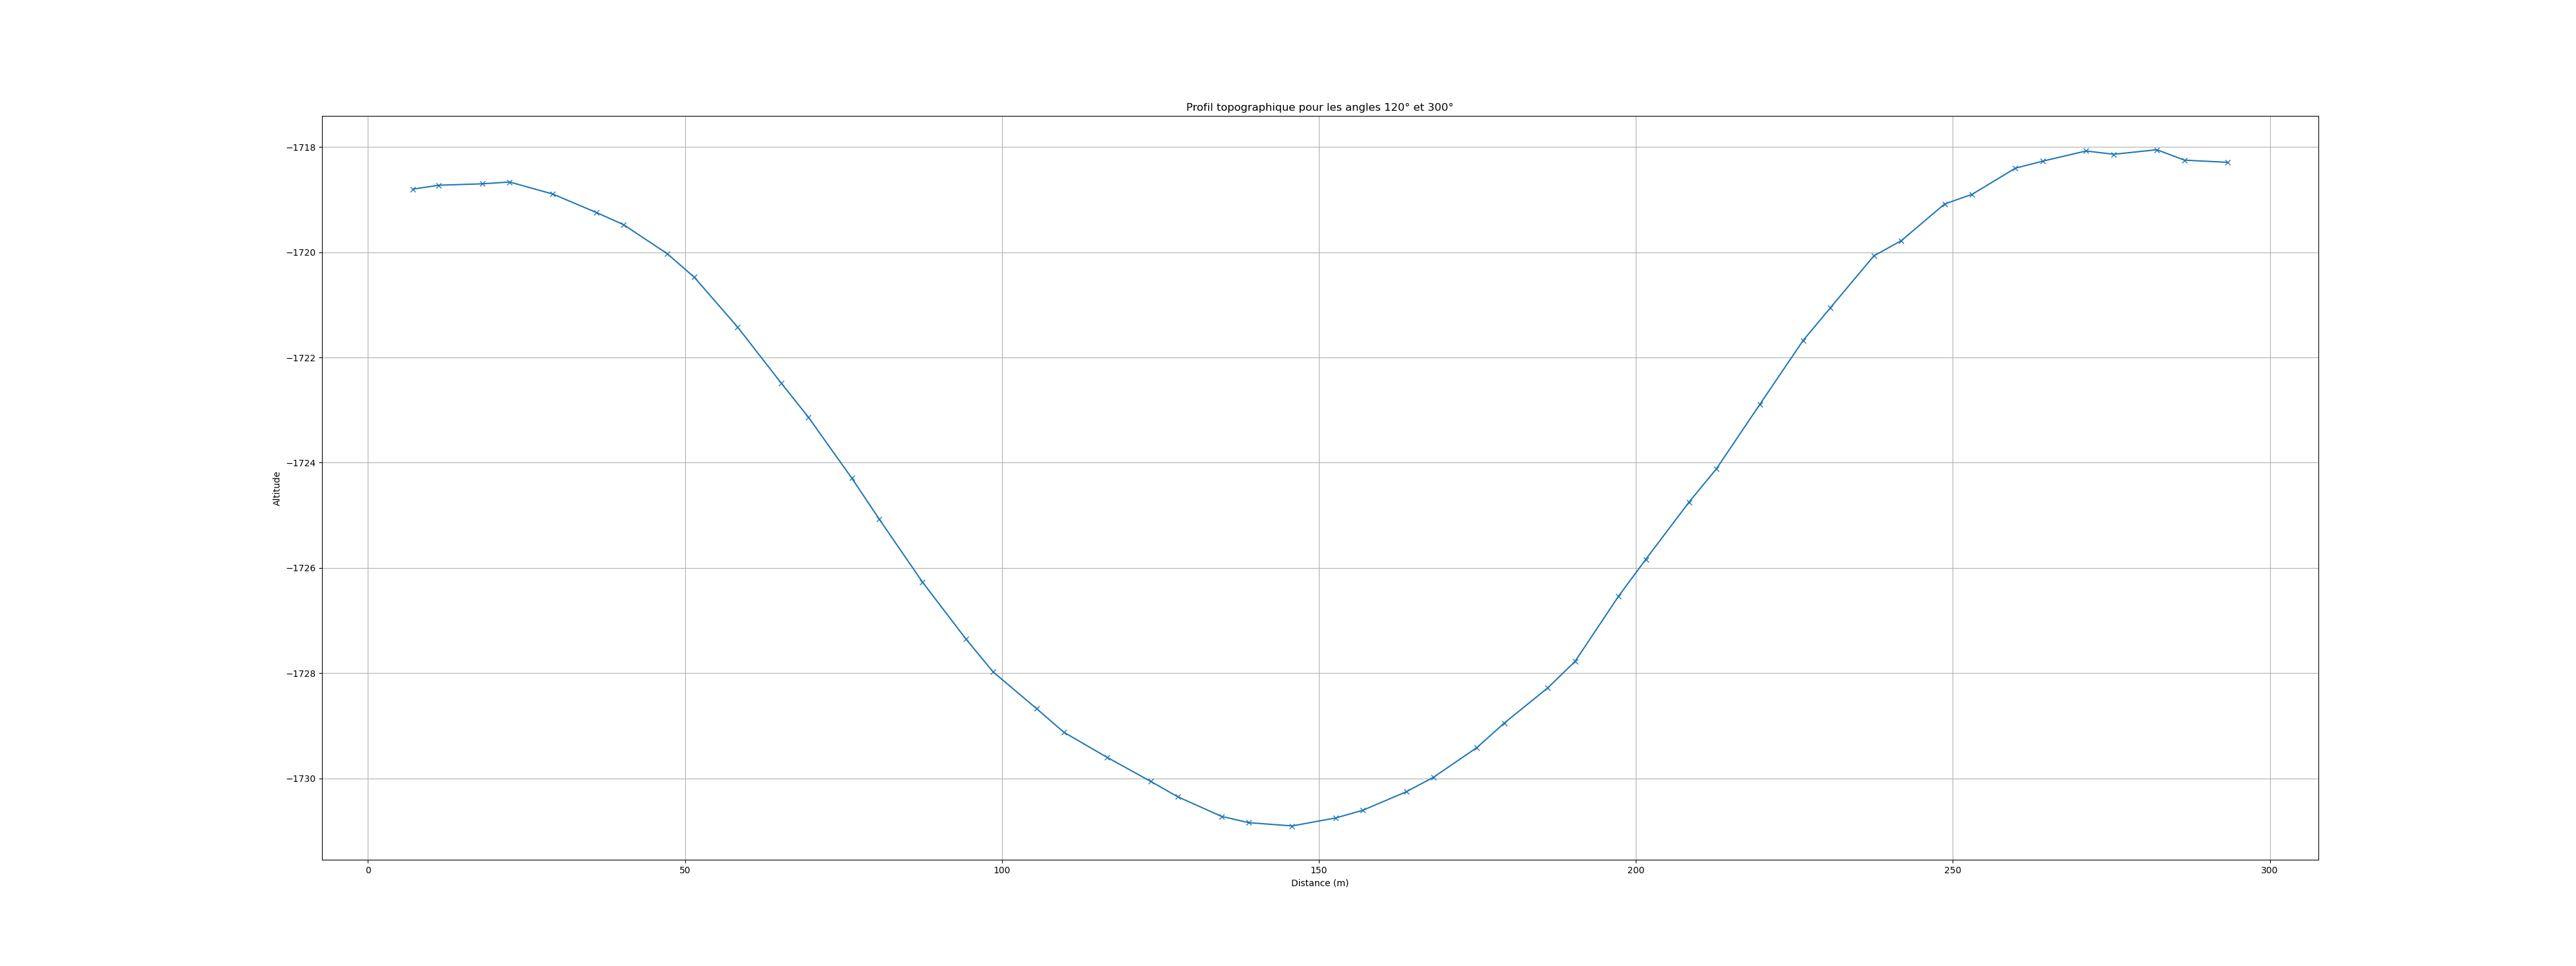 Profil topographique pour les angles 120° et 300°
−1718
−1720
−1722
−1724
−1726
−1728
−1730
Altitude
0 50 100 150 200 250 300
Distance (m)